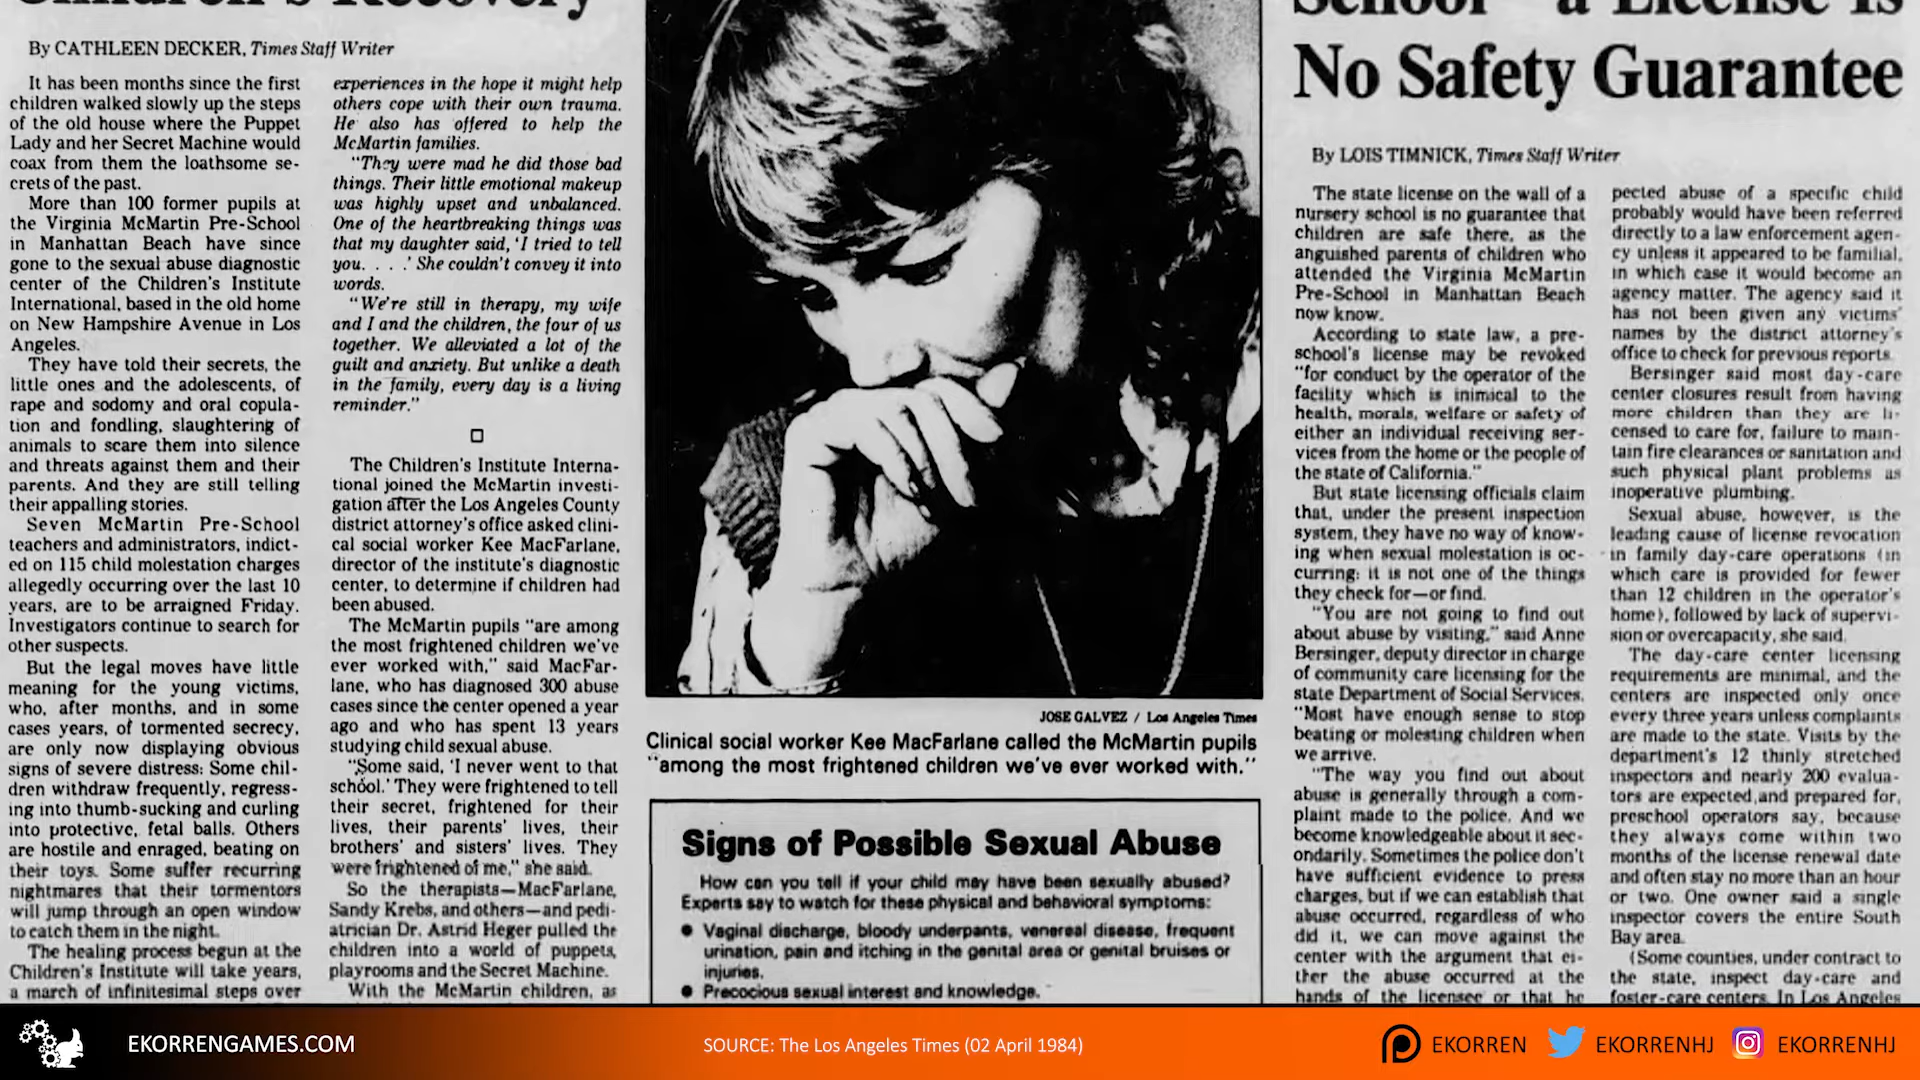 Children's Recovery
By CATHLEEN DECKER, Times Staff Writer
It has been months since the first
children walked slowly up the steps
of the old house where the Puppet
Lady and her Secret Machine would
coax from them the loathsome se-
crets of the past.
More than 100 former pupils at
the Virginia McMartin Pre-School
in Manhattan Beach have since
gone to the sexual abuse diagnostic
center of the Children's Institute
International, based in the old home
on New Hampshire Avenue in Los
Angeles.
They have told their secrets, the
little ones and the adolescents, of
rape and sodomy and oral copula-
tion and fondling, slaughtering of
animals to scare them into silence
and threats against them and their
parents. And they are still telling
their appalling stories.
Seven McMartin Pre-School
teachers and administrators, indict-
ed on 115 child molestation charges
allegedly occurring over the last 10
years, are to be arraigned Friday.
Investigators continue to search for
other suspects.
But the legal moves have little
meaning for the young victims,
who, after months, and in some
cases years, of tormented secrecy,
are only now displaying obvious
signs of severe distress: Some chil-
dren withdraw frequently, regress-
ing into thumb-sucking and curling
into protective, fetal balls. Others
are hostile and enraged, beating on
their toys. Some suffer recurring
nightmares that their tormentors
will jump through an open window
to catch them in the night.
The healing process begun at the
Children's Institute will take years,
a march of infinitesimal steps over
experiences in the hope it might help
others cope with their own trauma.
He also has offered to help the
McMartin families.
"They were mad he did those bad
things. Their little emotional makeup
was highly upset and unbalanced.
One of the heartbreaking things was
that my daughter said, 'I tried to tell
you. . . .' She couldn't convey it into
words.
"We're still in therapy, my wife
and I and the children, the four of us
together. We alleviated a lot of the
guilt and anxiety. But unlike a death
in the family, every day is a living
reminder."
The Children's Institute Interna-
tional joined the McMartin investi-
gation after the Los Angeles County
district attorney's office asked clini-
cal social worker Kee MacFarlane,
director of the institute's diagnostic
center, to determine if children had
been abused.
The McMartin pupils "are among
the most frightened children we've
ever worked with," said MacFar-
lane, who has diagnosed 300 abuse
cases since the center opened a year
ago and who has spent 13 years
studying child sexual abuse.
"Some said, 'I never went to that
school.' They were frightened to tell
their secret, frightened for their
lives, their parents' lives, their
brothers' and sisters' lives. They
were frightened of me," she said.
So the therapists—MacFarlane,
Sandy Krebs, and others—and pedi-
atrician Dr. Astrid Heger pulled the
children into a world of puppets,
playrooms and the Secret Machine.
With the McMartin children, as
JOSE GALVEZ / Los Angeles Times
Clinical social worker Kee MacFarlane called the McMartin pupils
"among the most frightened children we've ever worked with."
Signs of Possible Sexual Abuse
How can you tell if your child may have been sexually abused?
Experts say to watch for these physical and behavioral symptoms:
● Vaginal discharge, bloody underpants, venereal disease, frequent
urination, pain and itching in the genital area or genital bruises or
injuries.
● Precocious sexual interest and knowledge.
School—a License Is
No Safety Guarantee
By LOIS TIMNICK, Times Staff Writer
The state license on the wall of a
nursery school is no guarantee that
children are safe there, as the
anguished parents of children who
attended the Virginia McMartin
Pre-School in Manhattan Beach
now know.
According to state law, a pre-
school's license may be revoked
"for conduct by the operator of the
facility which is inimical to the
health, morals, welfare or safety of
either an individual receiving ser-
vices from the home or the people of
the state of California."
But state licensing officials claim
that, under the present inspection
system, they have no way of know-
ing when sexual molestation is oc-
curring: it is not one of the things
they check for—or find.
"You are not going to find out
about abuse by visiting," said Anne
Bersinger, deputy director in charge
of community care licensing for the
state Department of Social Services.
"Most have enough sense to stop
beating or molesting children when
we arrive.
"The way you find out about
abuse is generally through a com-
plaint made to the police. And we
become knowledgeable about it sec-
ondarily. Sometimes the police don't
have sufficient evidence to press
charges, but if we can establish that
abuse occurred, regardless of who
did it, we can move against the
center with the argument that ei-
ther the abuse occurred at the
hands of the licensee or that he
pected abuse of a specific child
probably would have been referred
directly to a law enforcement agen-
cy unless it appeared to be familial,
in which case it would become an
agency matter. The agency said it
has not been given any victims'
names by the district attorney's
office to check for previous reports.
Bersinger said most day-care
center closures result from having
more children than they are li-
censed to care for, failure to main-
tain fire clearances or sanitation and
such physical plant problems as
inoperative plumbing.
Sexual abuse, however, is the
leading cause of license revocation
in family day-care operations (in
which care is provided for fewer
than 12 children in the operator's
home), followed by lack of supervi-
sion or overcapacity, she said.
The day-care center licensing
requirements are minimal, and the
centers are inspected only once
every three years unless complaints
are made to the state. Visits by the
department's 12 thinly stretched
inspectors and nearly 200 evalua-
tors are expected, and prepared for,
preschool operators say, because
they always come within two
months of the license renewal date
and often stay no more than an hour
or two. One owner said a single
inspector covers the entire South
Bay area.
(Some counties, under contract to
the state, inspect day-care and
foster-care centers. In Los Angeles
EKORRENGAMES.COM
SOURCE: The Los Angeles Times (02 April 1984)
EKORREN
EKORRENHJ
EKORRENHJ